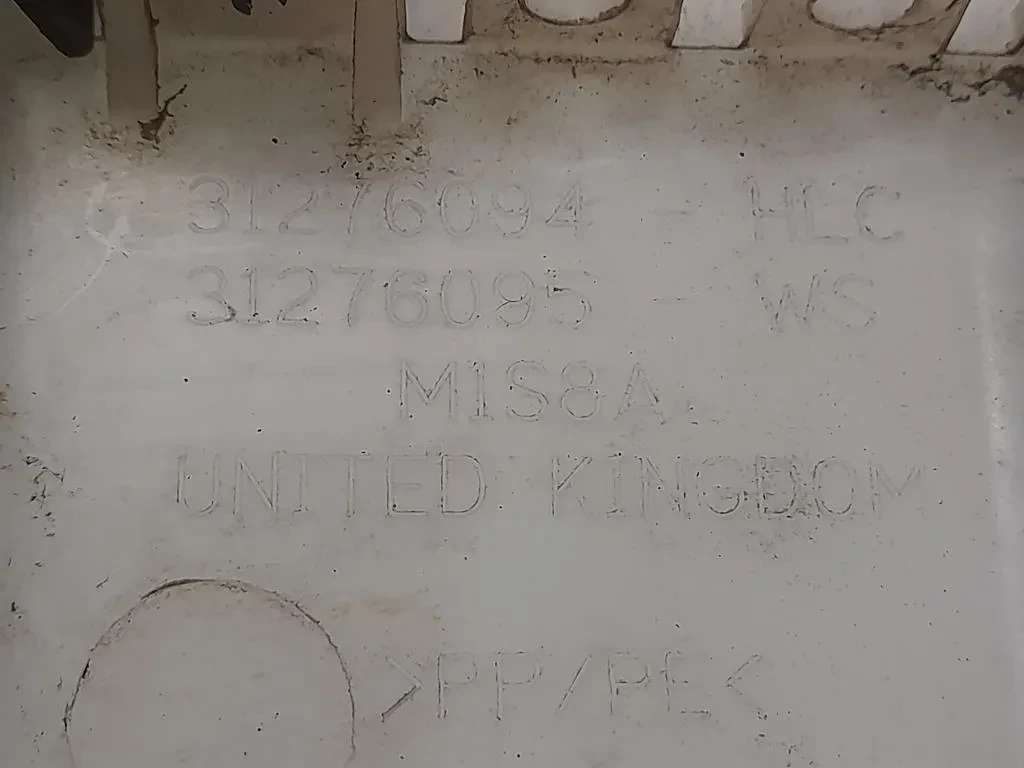 31276094 - HLC
31276095 - WS
M1S8A
UNITED KINGDOM
>PP/PE<